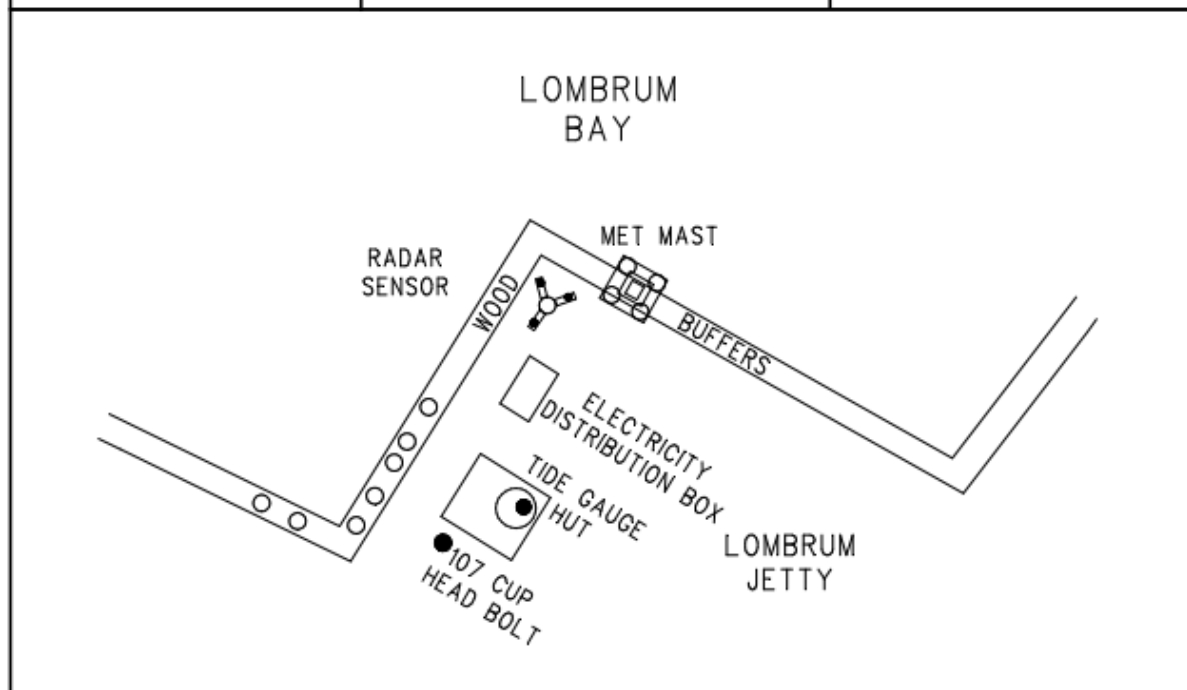 LOMBRUM
BAY
MET MAST
RADAR
SENSOR
WOOD
BUFFERS
ELECTRICITY
DISTRIBUTION BOX
TIDE GAUGE
HUT
LOMBRUM
JETTY
107 CUP
HEAD BOLT